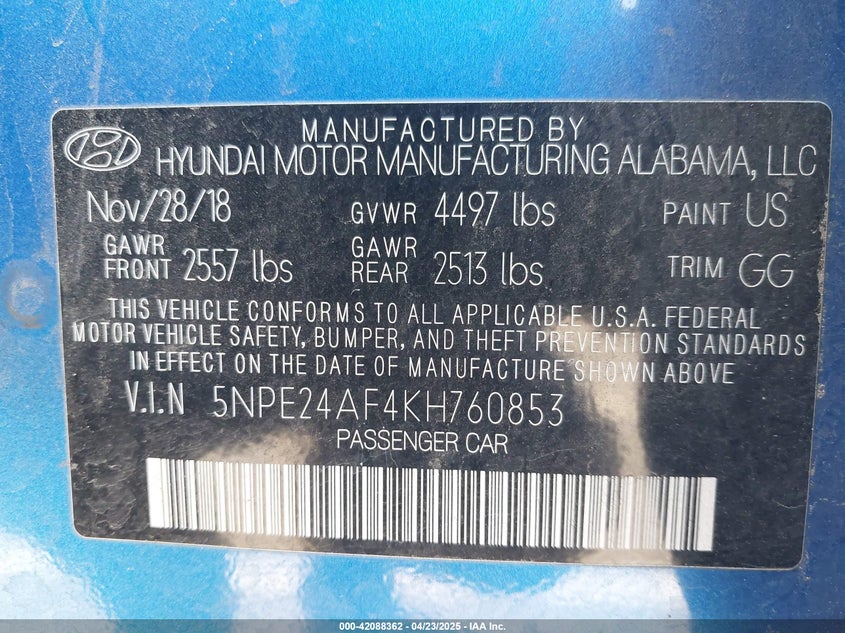 MANUFACTURED BY
HYUNDAI MOTOR MANUFACTURING ALABAMA, LLC
Nov/28/18 GVWR 4497 lbs PAINT US
GAWR FRONT 2557 lbs GAWR REAR 2513 lbs TRIM GG
THIS VEHICLE CONFORMS TO ALL APPLICABLE U.S.A. FEDERAL
MOTOR VEHICLE SAFETY, BUMPER, AND THEFT PREVENTION STANDARDS
IN EFFECT ON THE DATE OF MANUFACTURE SHOWN ABOVE
V.I.N 5NPE24AF4KH760853
PASSENGER CAR
000-42088362 - 04/23/2025 - IAA Inc.